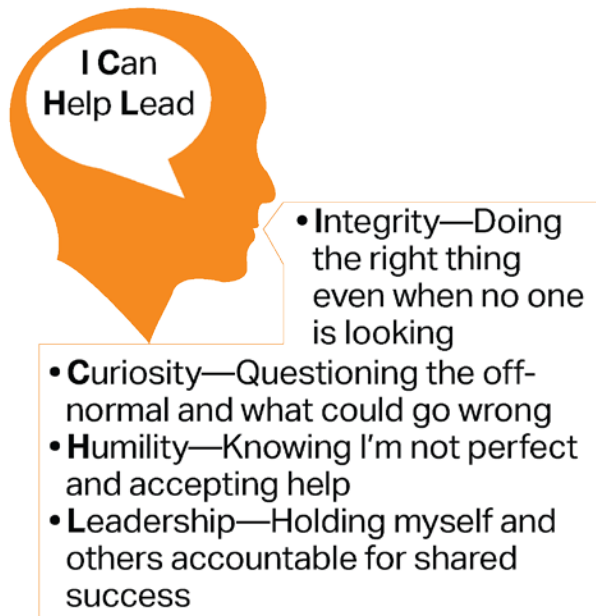 I Can
Help Lead
• Integrity—Doing
the right thing
even when no one
is looking
• Curiosity—Questioning the off-
normal and what could go wrong
• Humility—Knowing I'm not perfect
and accepting help
• Leadership—Holding myself and
others accountable for shared
success